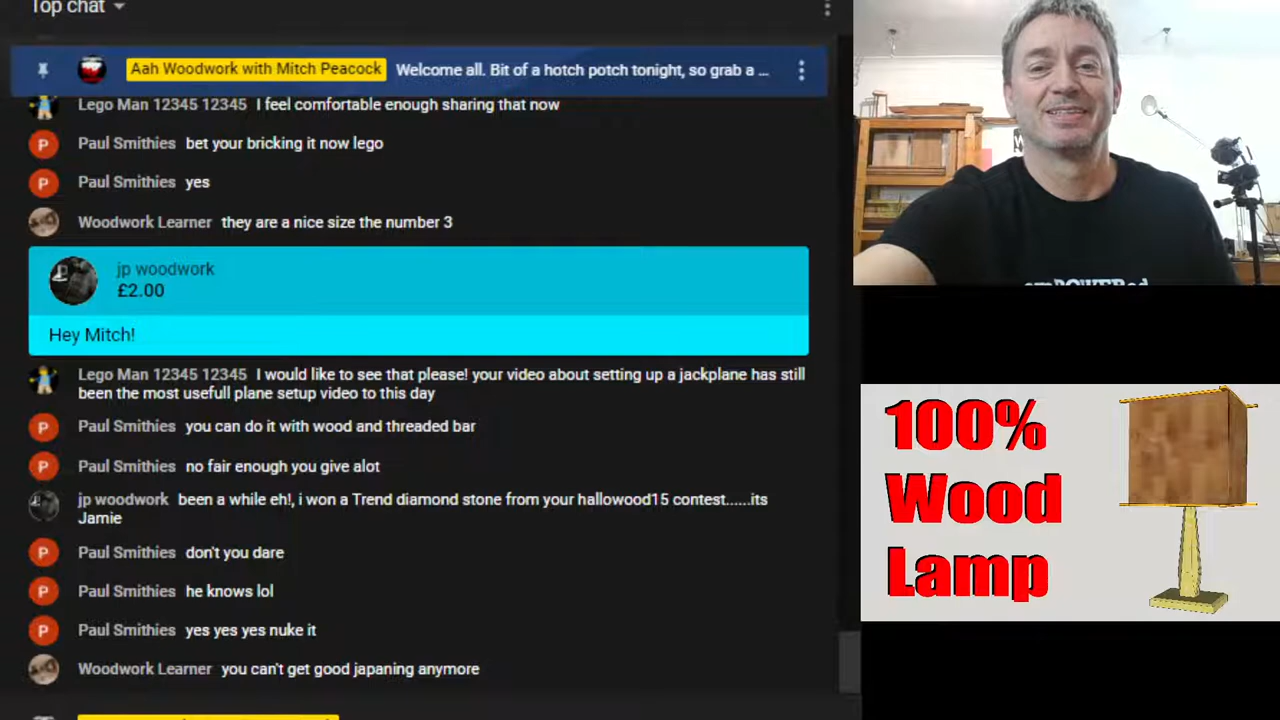 Top chat
Aah Woodwork with Mitch Peacock Welcome all. Bit of a hotch potch tonight, so grab a ...
Lego Man 12345 12345 I feel comfortable enough sharing that now
P Paul Smithies bet your bricking it now lego
P Paul Smithies yes
Woodwork Learner they are a nice size the number 3
jp woodwork
£2.00
Hey Mitch!
Lego Man 12345 12345 I would like to see that please! your video about setting up a jackplane has still
been the most usefull plane setup video to this day
P Paul Smithies you can do it with wood and threaded bar
P Paul Smithies no fair enough you give alot
jp woodwork been a while eh!, i won a Trend diamond stone from your hallowood15 contest......its
Jamie
P Paul Smithies don't you dare
P Paul Smithies he knows lol
P Paul Smithies yes yes yes nuke it
Woodwork Learner you can't get good japaning anymore
100%
Wood
Lamp